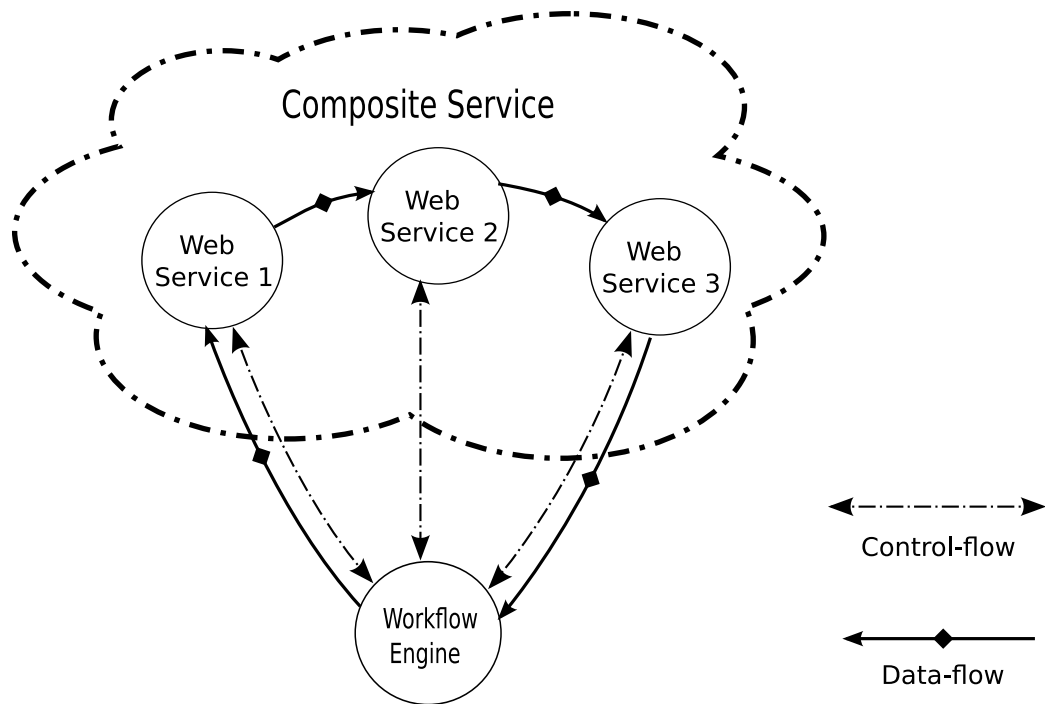 Composite Service
Web
Service 1
Web
Service 2
Web
Service 3
Workflow
Engine
Control-flow
Data-flow